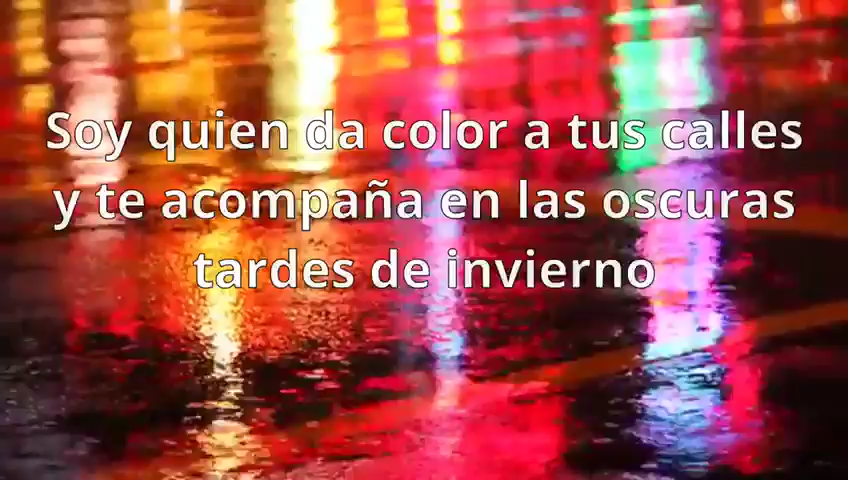 Soy quien da color a tus calles
y te acompaña en las oscuras
tardes de invierno